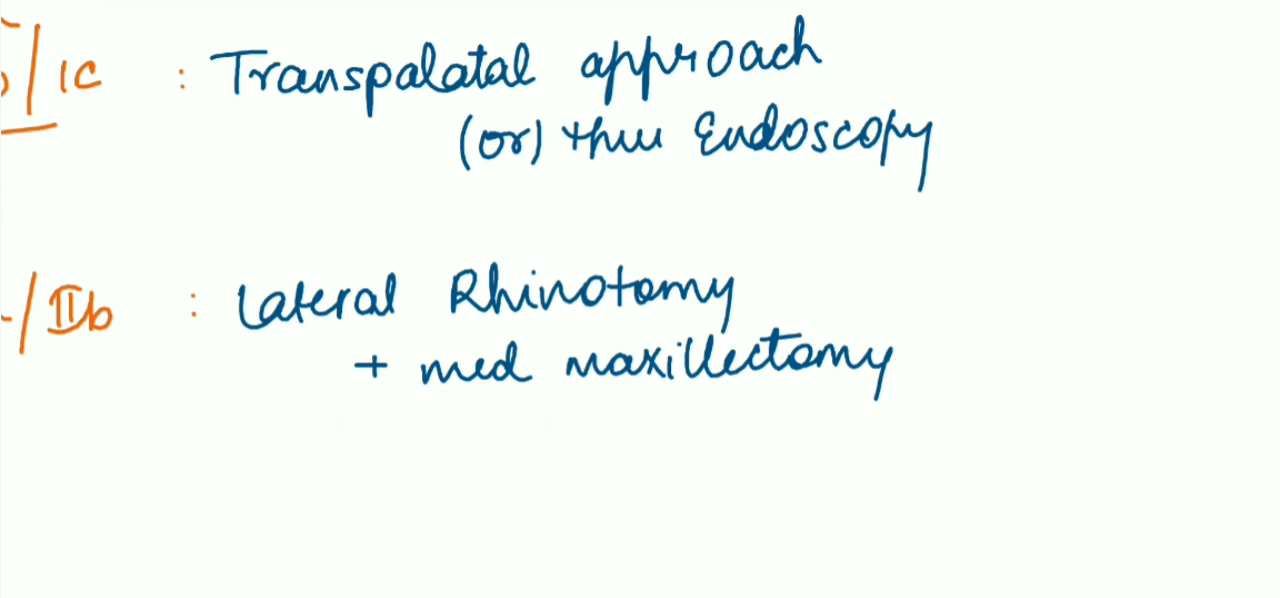 / IC : Transpalatal approach
(or) thru Endoscopy
/ IIb : Lateral Rhinotomy
+ med maxillectomy